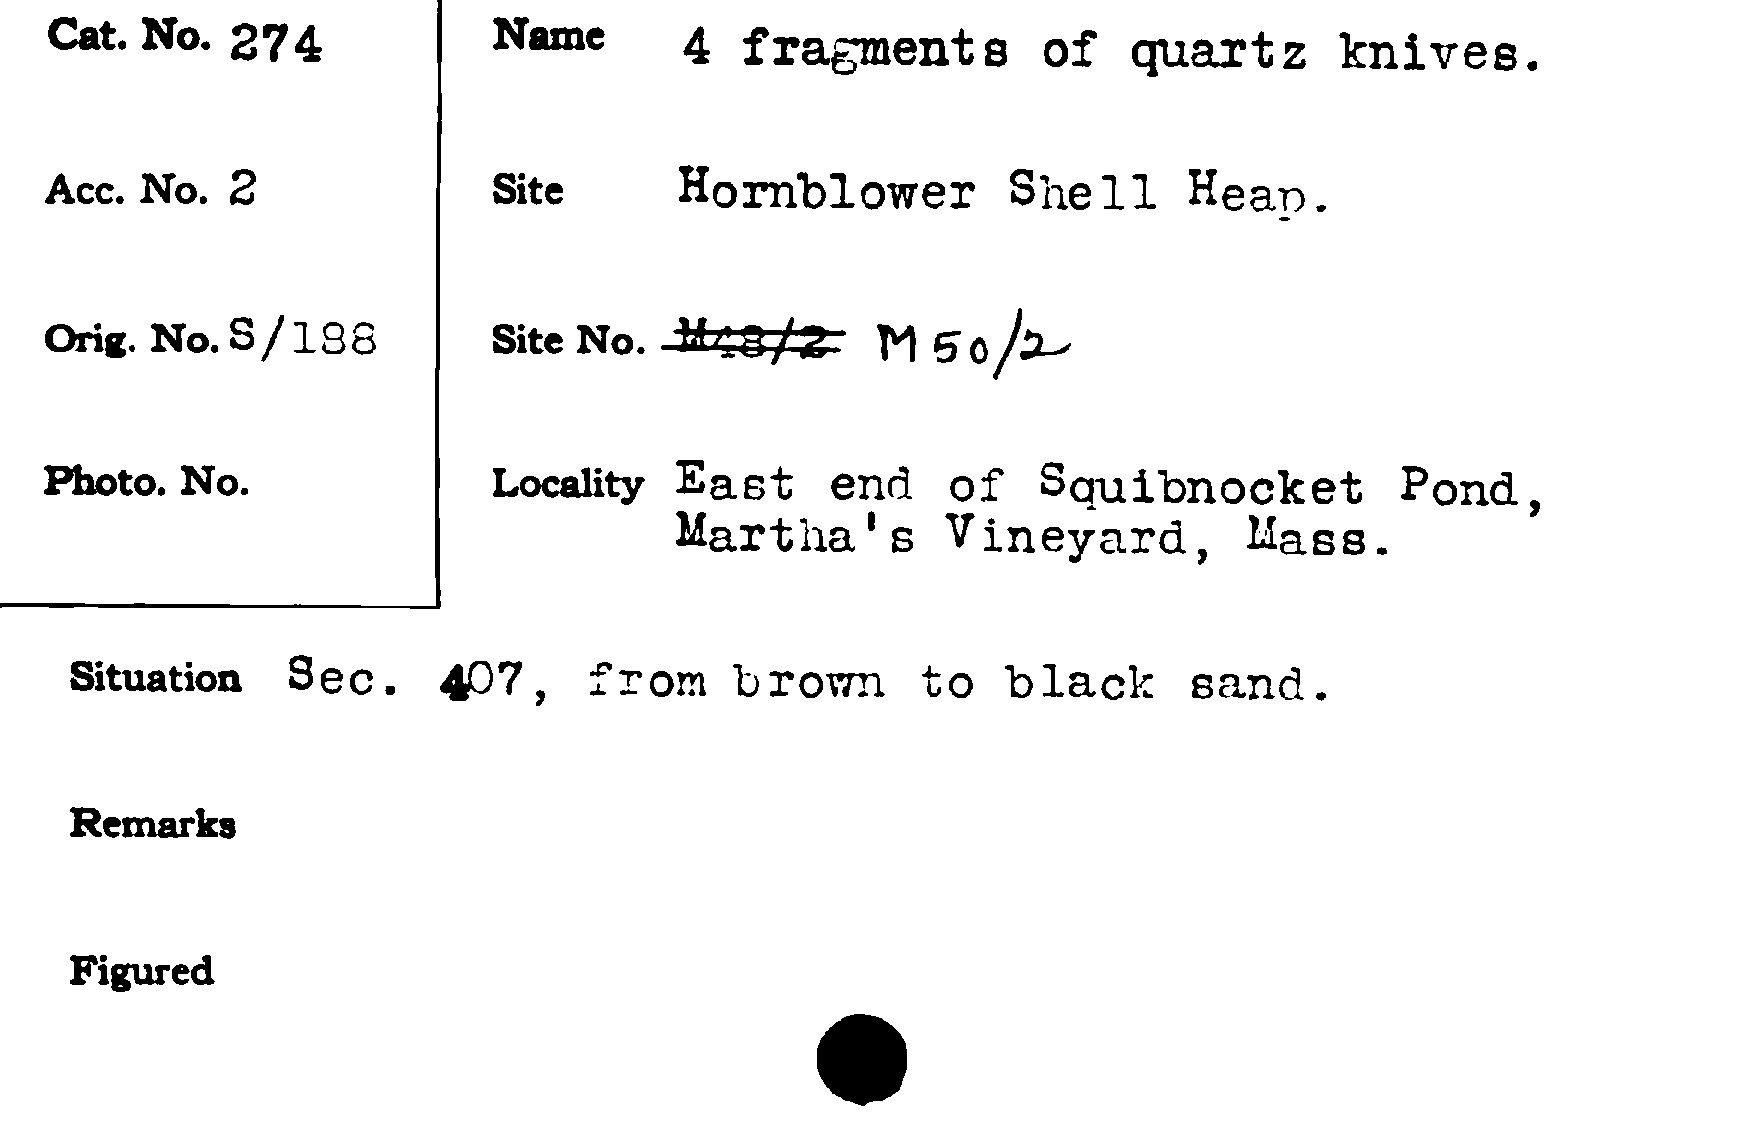 Cat. No. 274
Name 4 fragments of quartz knives.
Acc. No. 2
Site Hornblower Shell Heap.
Orig. No. S/188
Site No. M48/2 M 50/2
Photo. No.
Locality East end of Squibnocket Pond,
Martha's Vineyard, Mass.
Situation Sec. 407, from brown to black sand.
Remarks
Figured